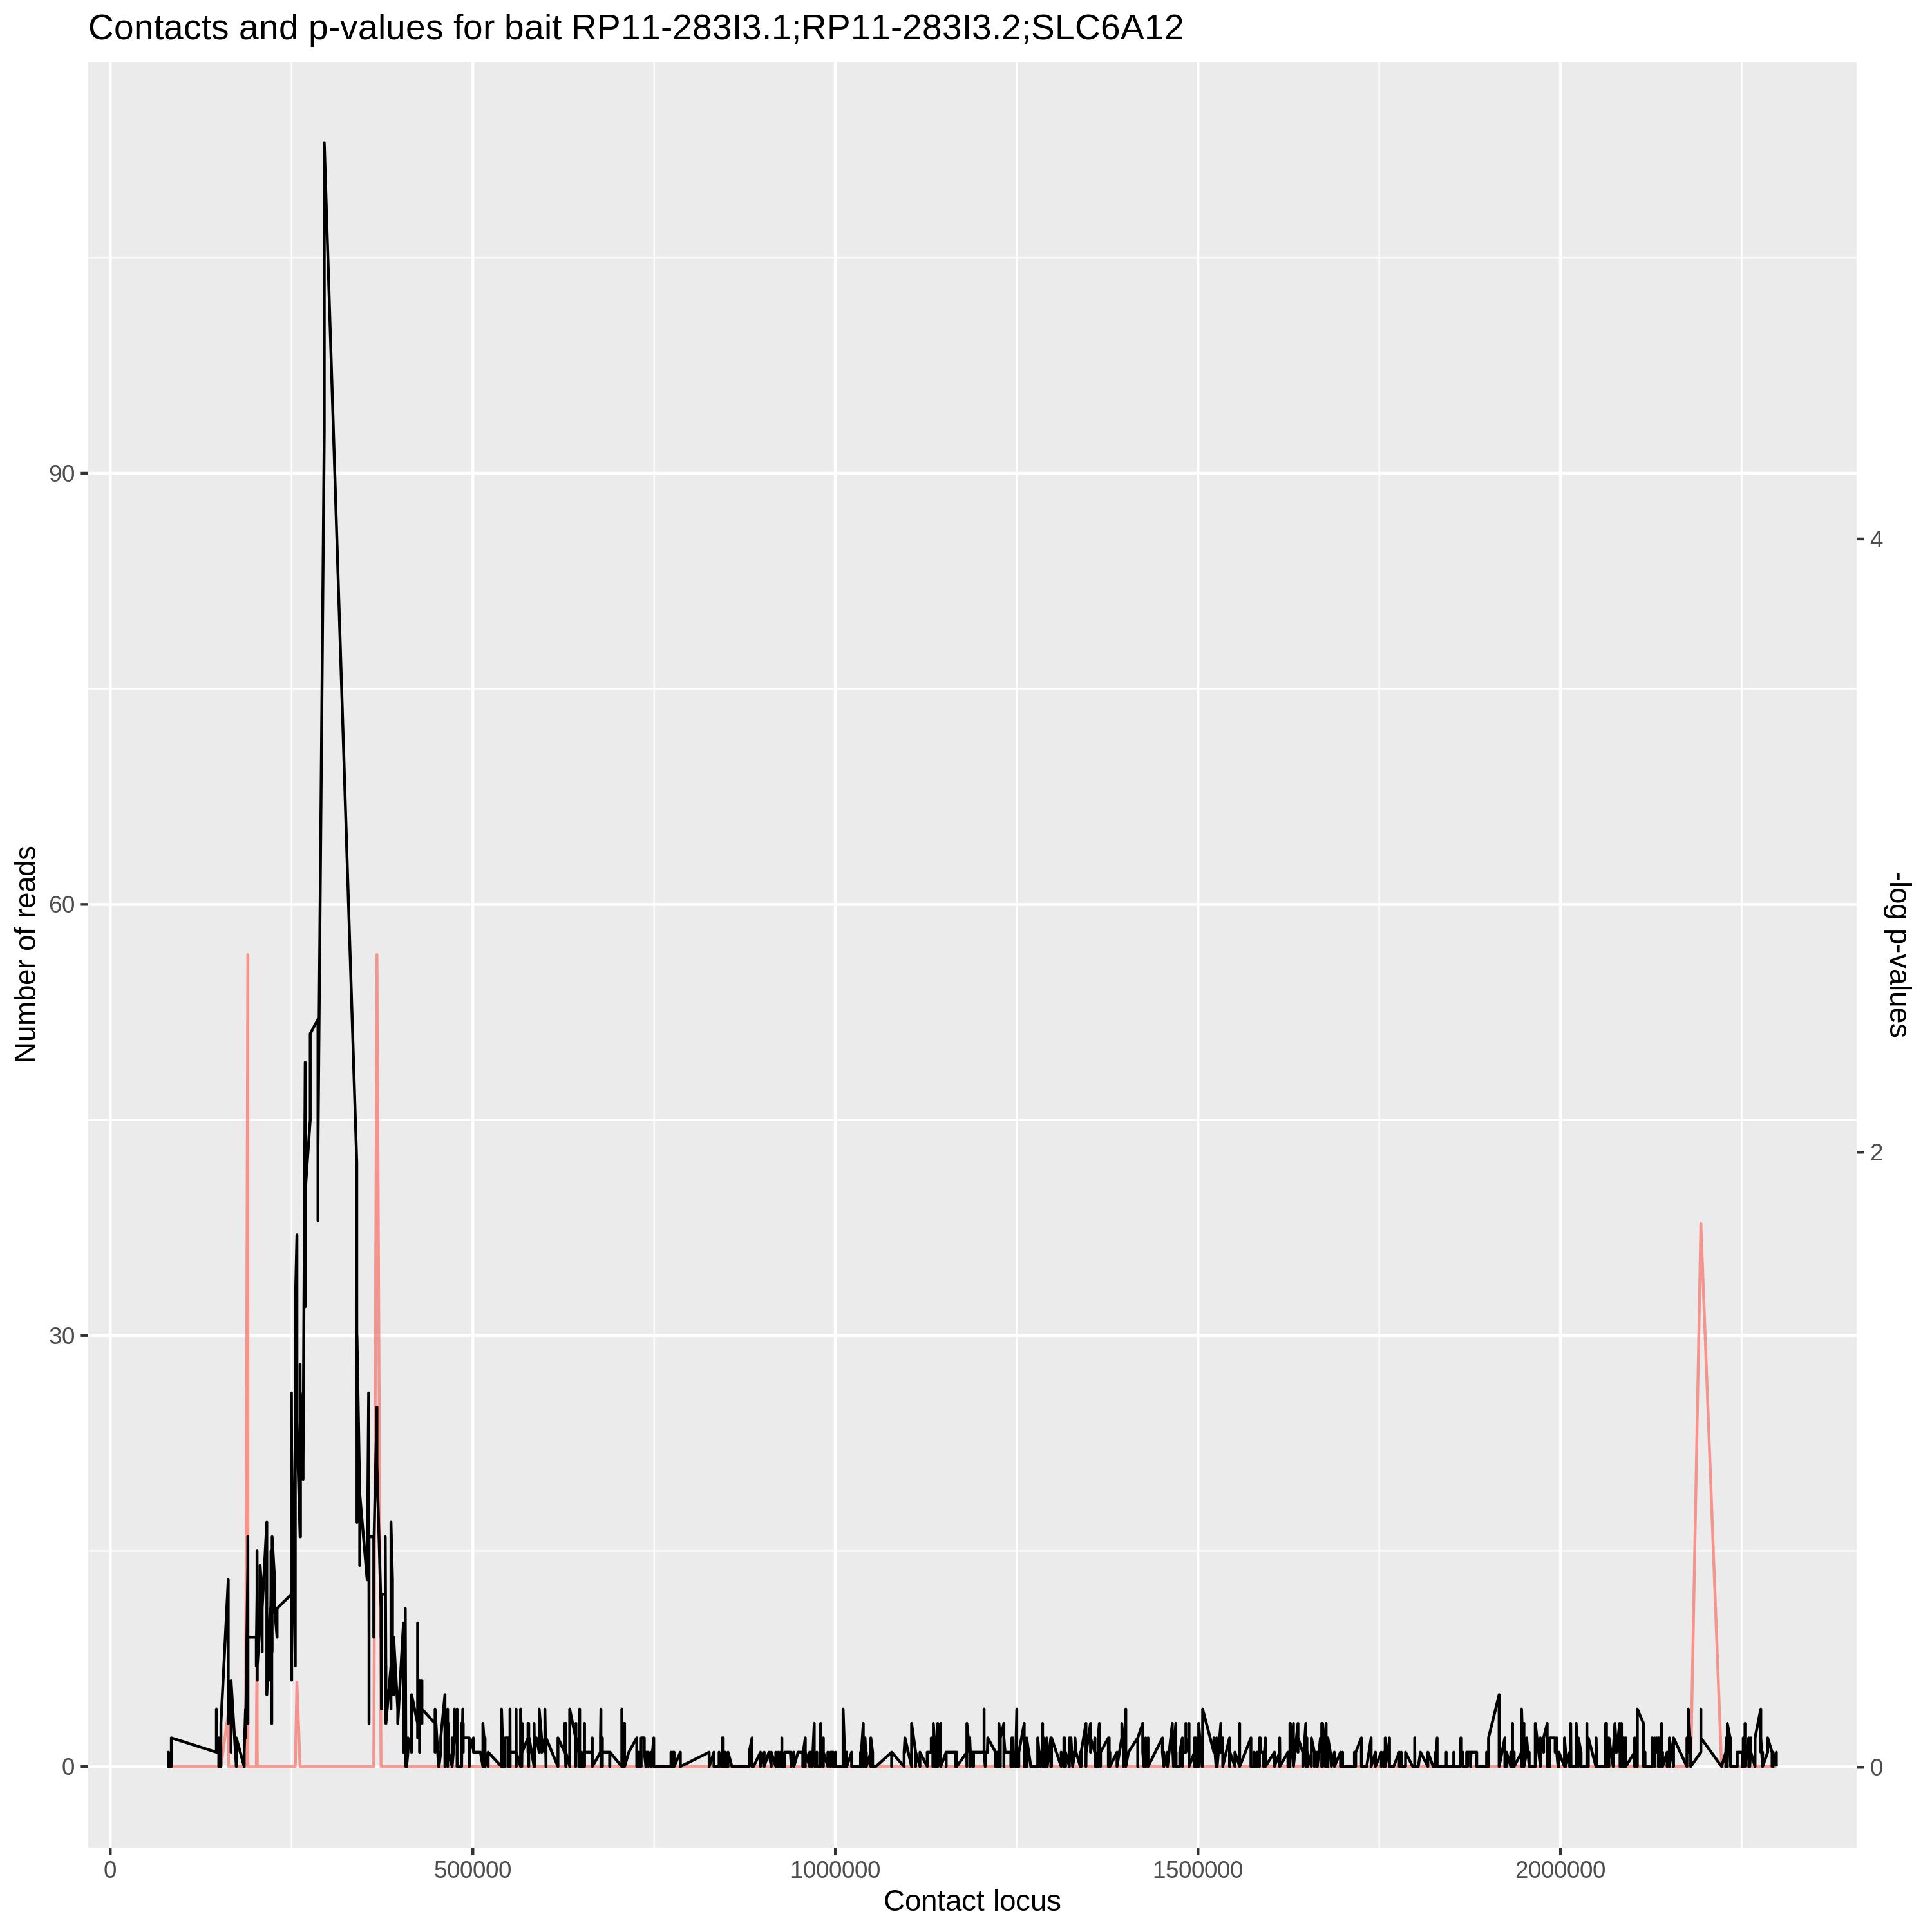 Contacts and p-values for bait RP11-283I3.1;RP11-283I3.2;SLC6A12
Number of reads
90
60
30
0
-log p-values
4
2
0
0 500000 1000000 1500000 2000000
Contact locus